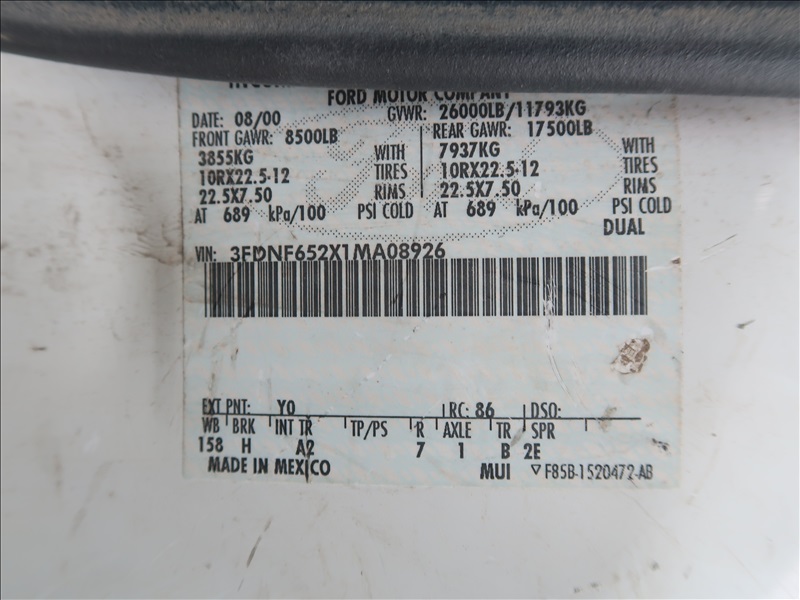 FORD MOTOR COMPANY
DATE: 08/00 GVWR: 26000LB/11793KG
FRONT GAWR: 8500LB REAR GAWR: 17500LB
3855KG WITH 7937KG WITH
10RX22.5-12 TIRES 10RX22.5-12 TIRES
22.5X7.50 RIMS 22.5X7.50 RIMS
AT 689 kPa/100 PSI COLD AT 689 kPa/100 PSI COLD
DUAL
VIN: 3FDNF652X1MA08926
EXT PNT: YO RC: 86 DSO:
WB BRK INT TR TP/PS R AXLE TR SPR
158 H A2 7 1 B 2E
MADE IN MEXICO MUI ▽ F85B-1520472-AB